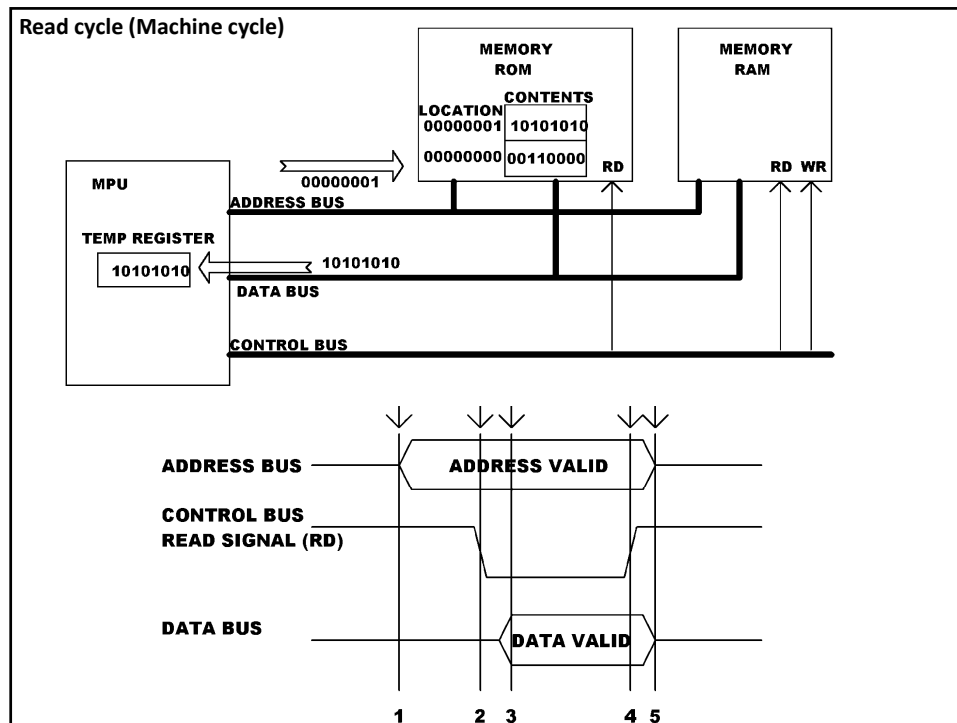 Read cycle (Machine cycle)
MEMORY
ROM
MEMORY
RAM
CONTENTS
LOCATION
00000001 10101010
00000000 00110000
RD
RD WR
00000001
MPU
ADDRESS BUS
TEMP REGISTER
10101010
10101010
DATA BUS
CONTROL BUS
ADDRESS BUS
ADDRESS VALID
CONTROL BUS
READ SIGNAL (RD)
DATA BUS
DATA VALID
1 2 3 4 5